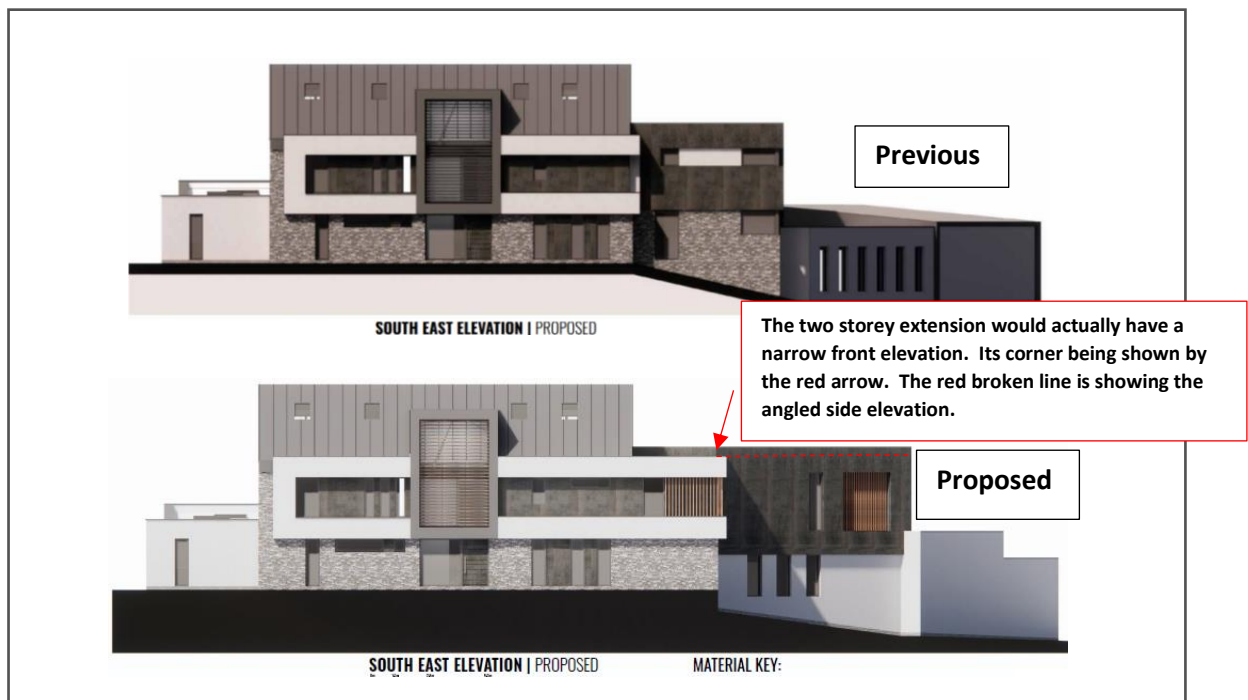 Previous
SOUTH EAST ELEVATION | PROPOSED
The two storey extension would actually have a
narrow front elevation.  Its corner being shown by
the red arrow.  The red broken line is showing the
angled side elevation.
Proposed
SOUTH EAST ELEVATION | PROPOSED
MATERIAL KEY: